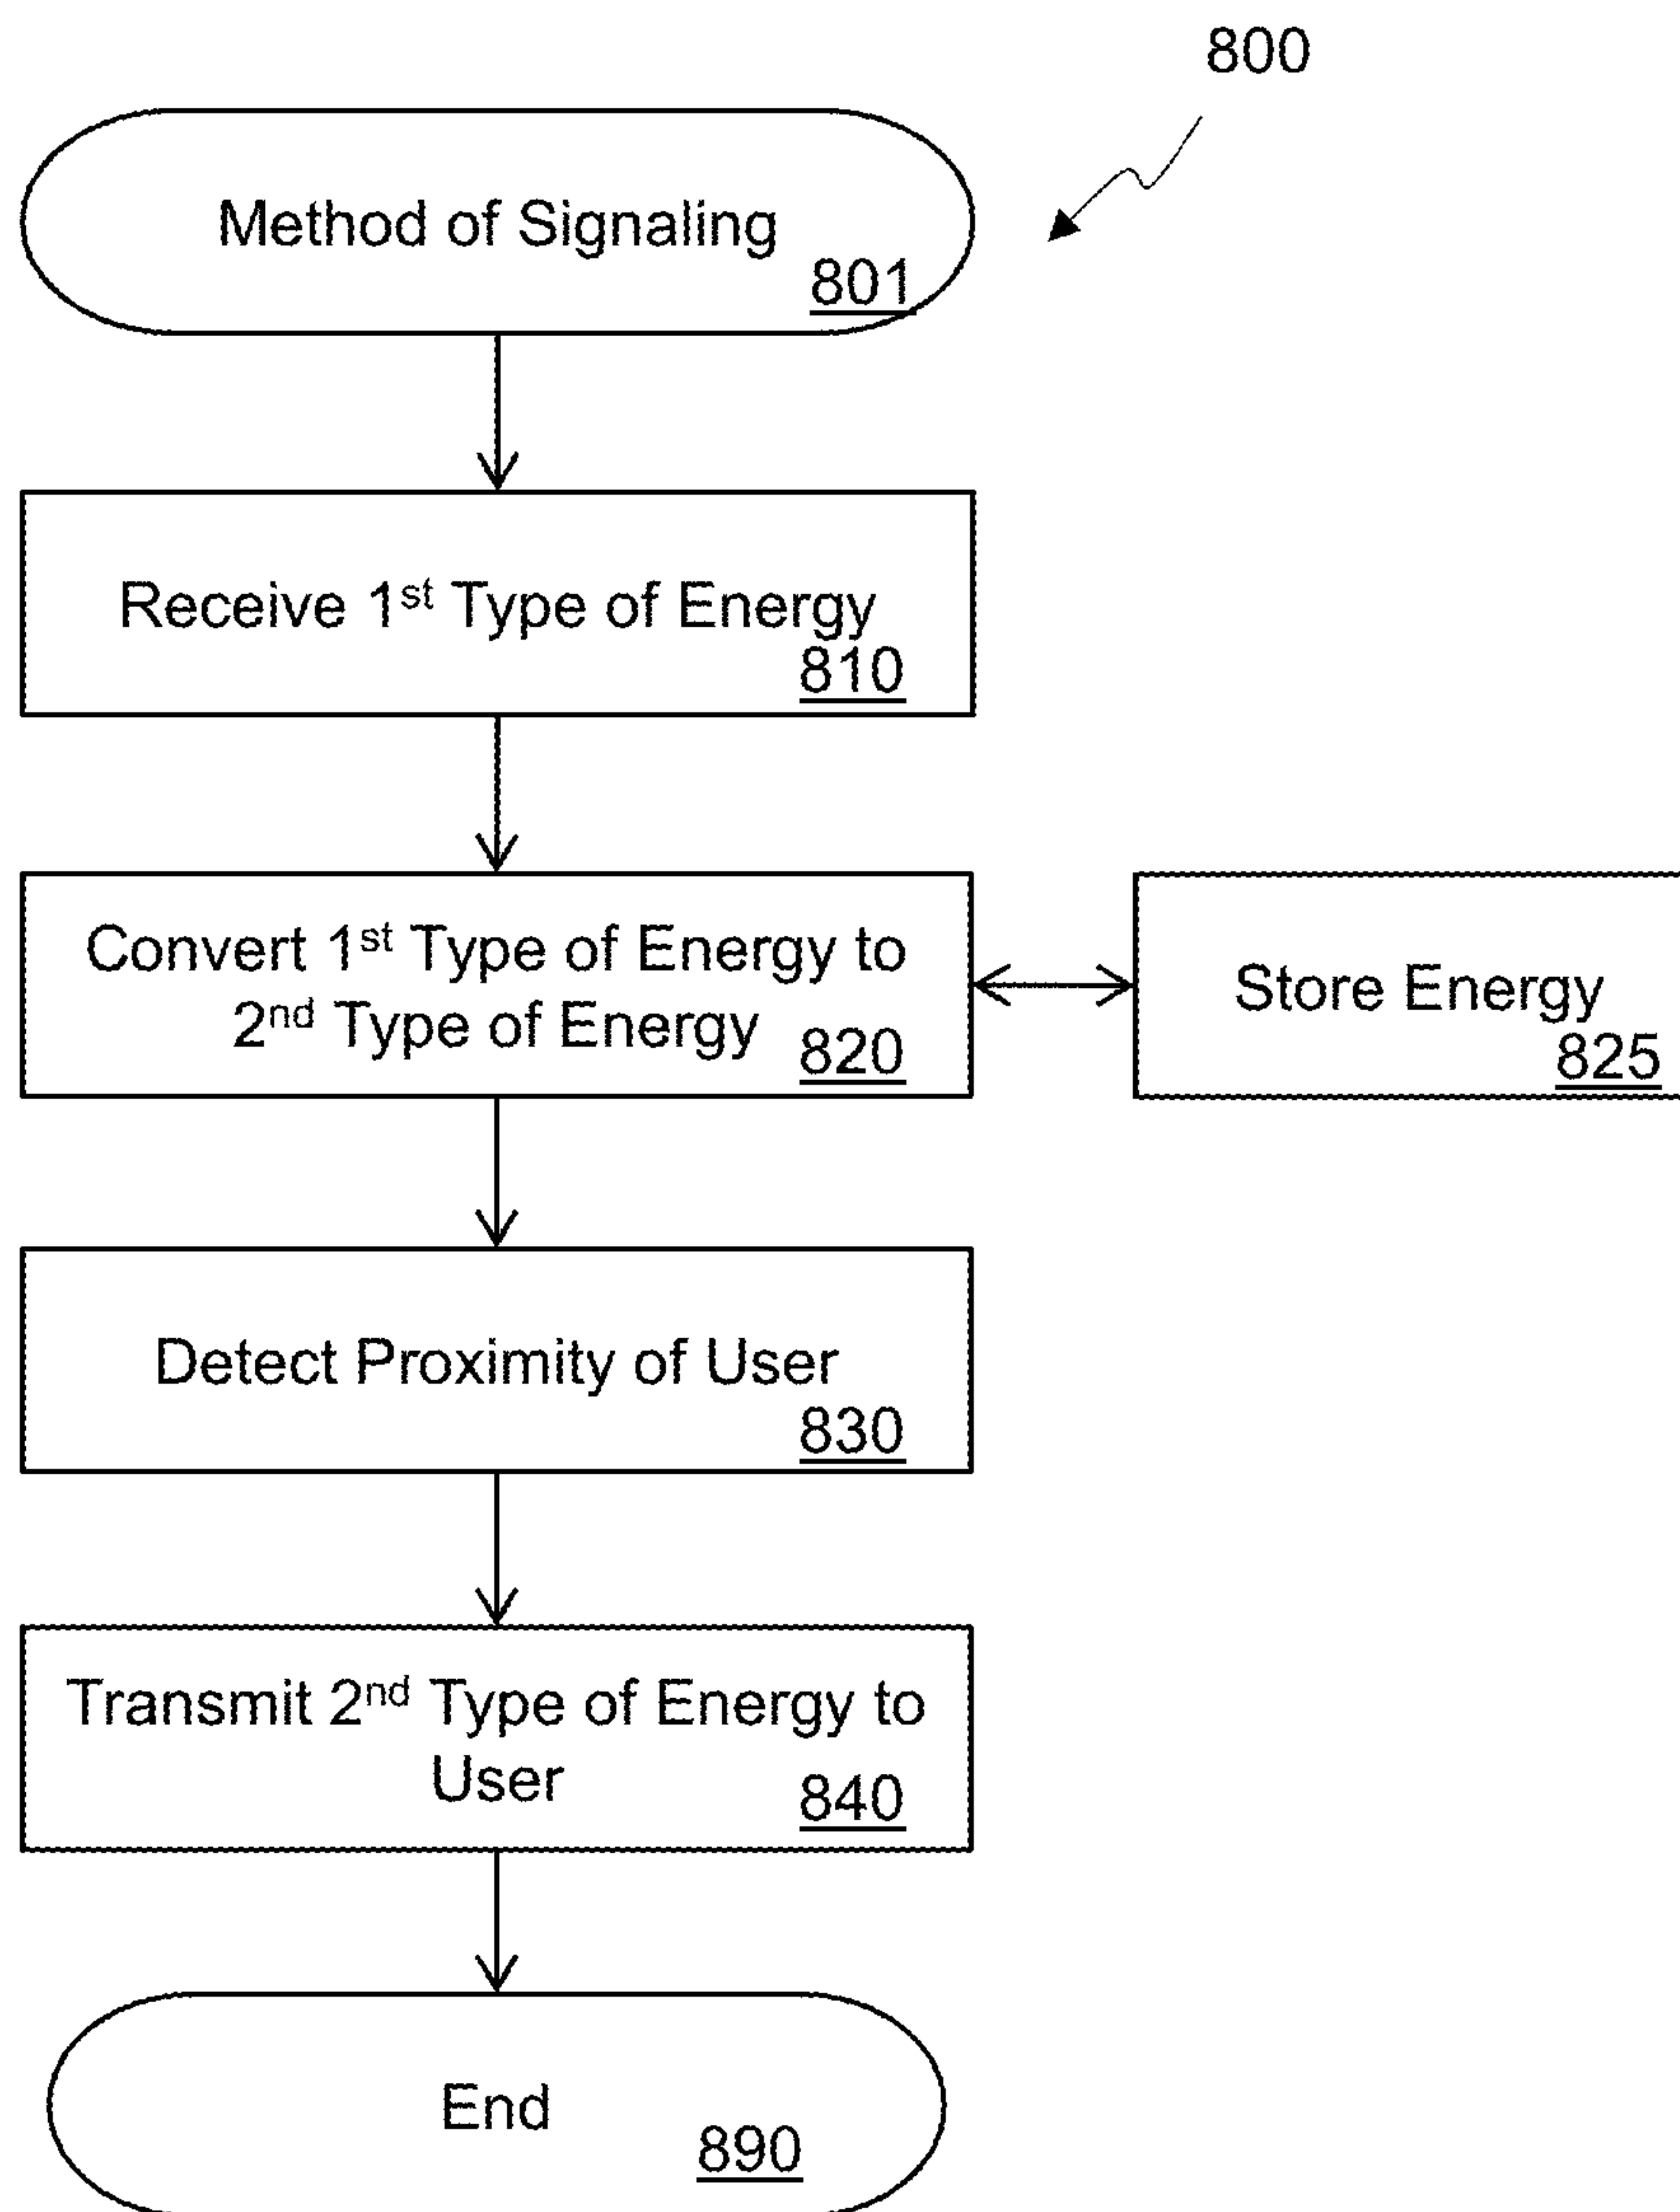 800
Method of Signaling
801
Receive 1st Type of Energy
810
Convert 1st Type of Energy to
2nd Type of Energy
820
Store Energy
825
Detect Proximity of User
830
Transmit 2nd Type of Energy to
User
840
End
890